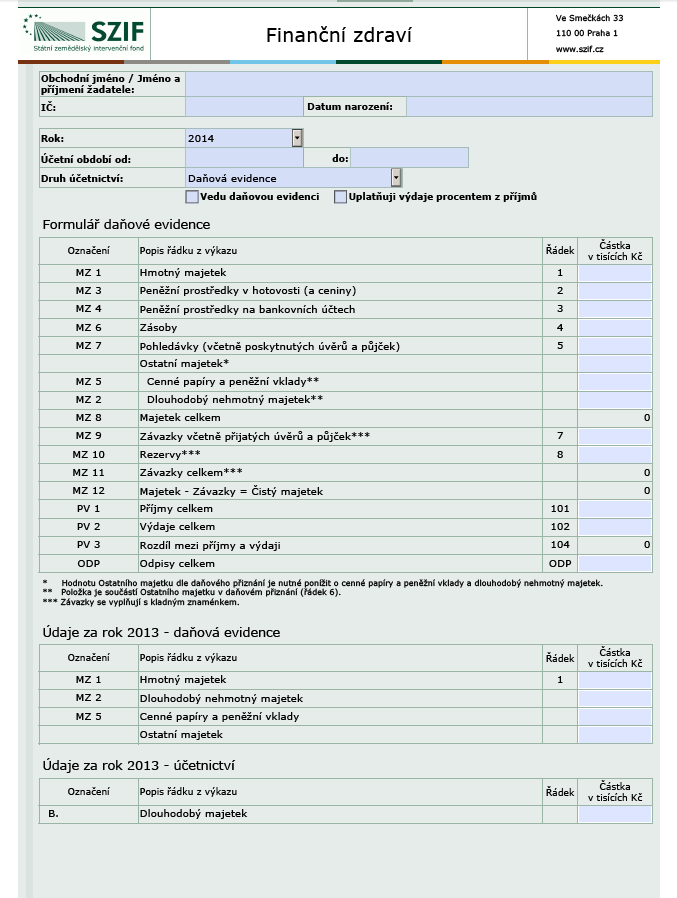 SZIF
Státní zemědělský intervenční fond
Finanční zdraví
Ve Smečkách 33
110 00 Praha 1
www.szif.cz
Obchodní jméno / Jméno a
příjmení žadatele:
IČ: Datum narození:
Rok: 2014
Účetní období od: do:
Druh účetnictví: Daňová evidence
Vedu daňovou evidenci Uplatňuji výdaje procentem z příjmů
Formulář daňové evidence
Označení Popis řádku z výkazu Řádek Částka
v tisících Kč
MZ 1 Hmotný majetek 1
MZ 3 Peněžní prostředky v hotovosti (a ceniny) 2
MZ 4 Peněžní prostředky na bankovních účtech 3
MZ 6 Zásoby 4
MZ 7 Pohledávky (včetně poskytnutých úvěrů a půjček) 5
Ostatní majetek*
MZ 5 Cenné papíry a peněžní vklady**
MZ 2 Dlouhodobý nehmotný majetek**
MZ 8 Majetek celkem 0
MZ 9 Závazky včetně přijatých úvěrů a půjček*** 7
MZ 10 Rezervy*** 8
MZ 11 Závazky celkem*** 0
MZ 12 Majetek - Závazky = Čistý majetek 0
PV 1 Příjmy celkem 101
PV 2 Výdaje celkem 102
PV 3 Rozdíl mezi příjmy a výdaji 104 0
ODP Odpisy celkem ODP
* Hodnotu Ostatního majetku dle daňového přiznání je nutné ponížit o cenné papíry a peněžní vklady a dlouhodobý nehmotný majetek.
** Položka je součástí Ostatního majetku v daňovém přiznání (řádek 6).
*** Závazky se vyplňují s kladným znaménkem.
Údaje za rok 2013 - daňová evidence
Označení Popis řádku z výkazu Řádek Částka
v tisících Kč
MZ 1 Hmotný majetek 1
MZ 2 Dlouhodobý nehmotný majetek
MZ 5 Cenné papíry a peněžní vklady
Ostatní majetek
Údaje za rok 2013 - účetnictví
Označení Popis řádku z výkazu Řádek Částka
v tisících Kč
B. Dlouhodobý majetek